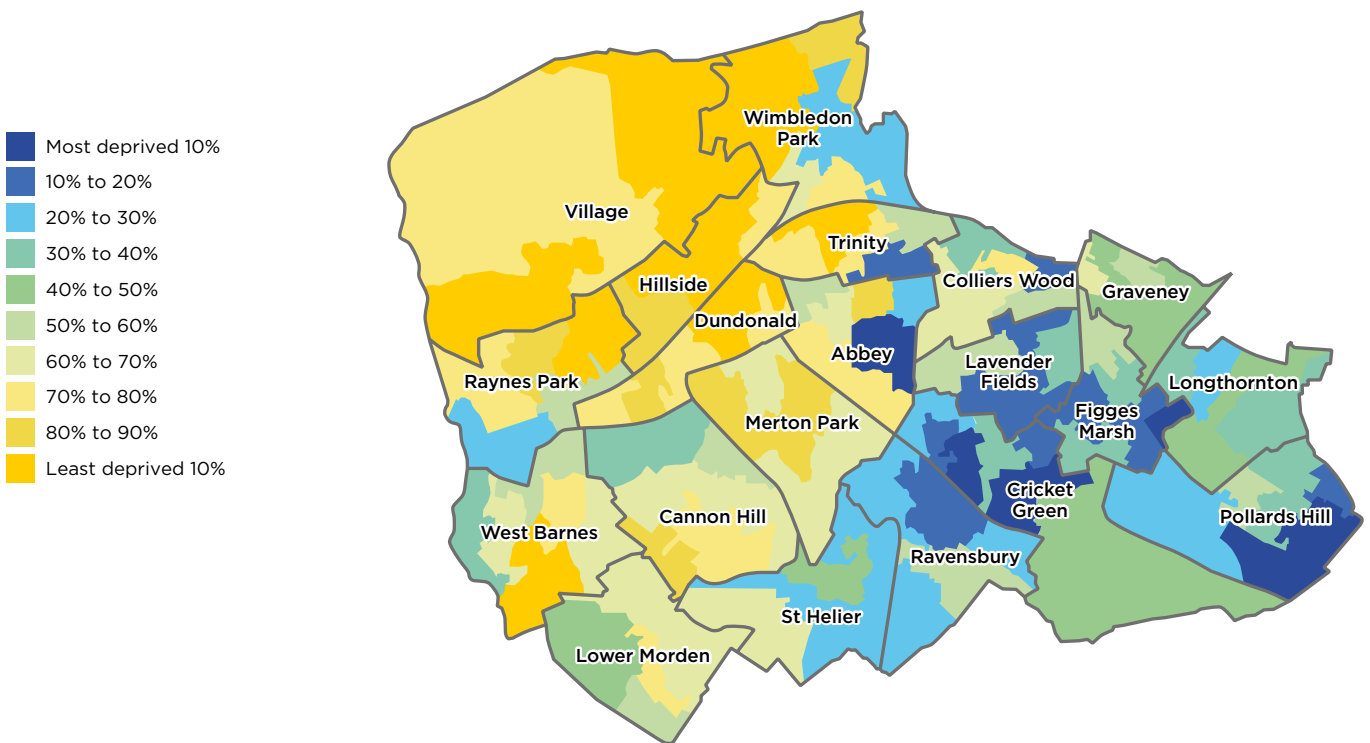 Most deprived 10%
10% to 20%
20% to 30%
30% to 40%
40% to 50%
50% to 60%
60% to 70%
70% to 80%
80% to 90%
Least deprived 10%
Wimbledon
Park
Village
Trinity
Hillside
Colliers Wood
Graveney
Dundonald
Abbey
Raynes Park
Lavender
Fields
Longthornton
Merton Park
Figges
Marsh
Cricket
Green
Cannon Hill
Pollards Hill
West Barnes
Ravensbury
St Helier
Lower Morden